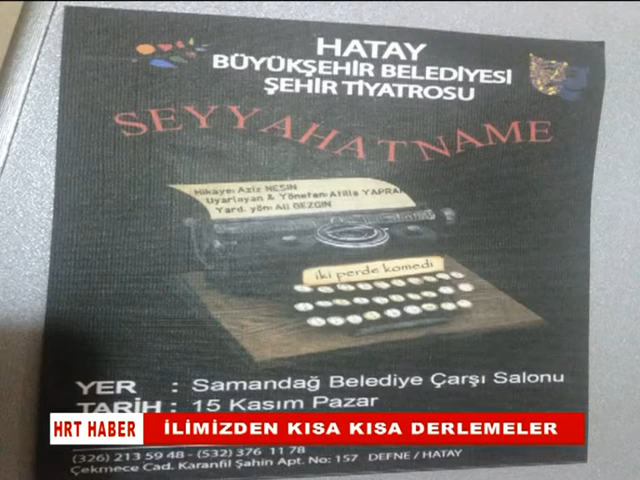 HATAY
BÜYÜKŞEHİR BELEDİYESİ
ŞEHİR TİYATROSU
SEYYAHATNAME
Hikaye: Aziz NESİN
Uyarlayan & Yöneten: Atilla YAPRAK
Yard. yön: Ali GEZGİN
iki perde komedi
YER : Samandağ Belediye Çarşı Salonu
TARİH : 15 Kasım Pazar
HRT HABER İLİMİZDEN KISA KISA DERLEMELER
(326) 213 59 48 - (532) 376 11 78
Çekmece Cad. Karanfil Şahin Apt. No: 157 DEFNE / HATAY